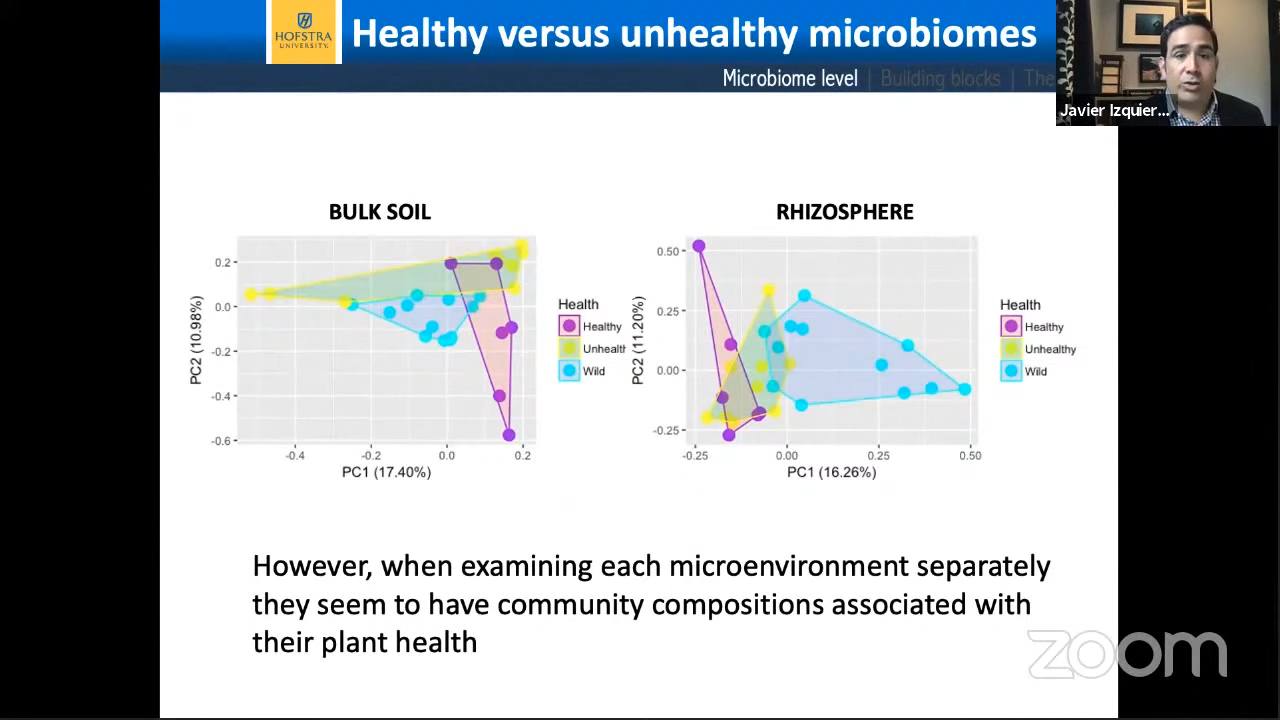 HOFSTRA
UNIVERSITY.
Healthy versus unhealthy microbiomes
Microbiome level | Building blocks | The
Javier Izquier...
BULK SOIL
0.2
0.0
-0.2
-0.4
-0.6
PC2 (10.98%)
-0.4
-0.2
0.0
0.2
PC1 (17.40%)
Health
Healthy
Unhealth
Wild
RHIZOSPHERE
0.50
0.25
0.00
-0.25
PC2 (11.20%)
-0.25
0.00
0.25
0.50
PC1 (16.26%)
Health
Healthy
Unhealthy
Wild
However, when examining each microenvironment separately
they seem to have community compositions associated with
their plant health
zoom